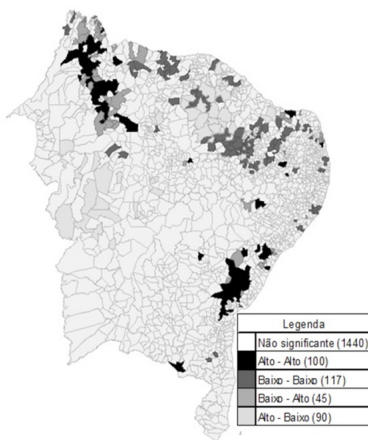 Legenda
Não significante (1440)
Alto - Alto (100)
Baixo - Baixo (117)
Baixo - Alto (45)
Alto - Baixo (90)